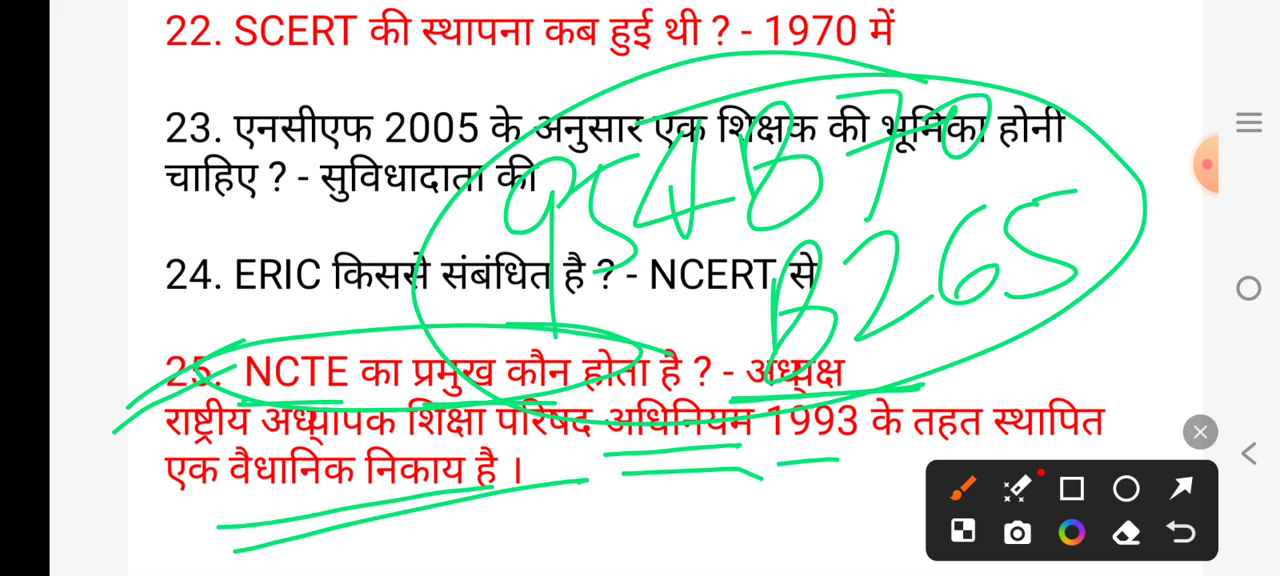 22. SCERT की स्थापना कब हुई थी ? - 1970 में
23. एनसीएफ 2005 के अनुसार एक शिक्षक की भूमिका होनी
चाहिए ? - सुविधादाता की
954870
8265
24. ERIC किससे संबंधित है ? - NCERT से
25. NCTE का प्रमुख कौन होता है ? - अध्यक्ष
राष्ट्रीय अध्यापक शिक्षा परिषद अधिनियम 1993 के तहत स्थापित
एक वैधानिक निकाय है ।